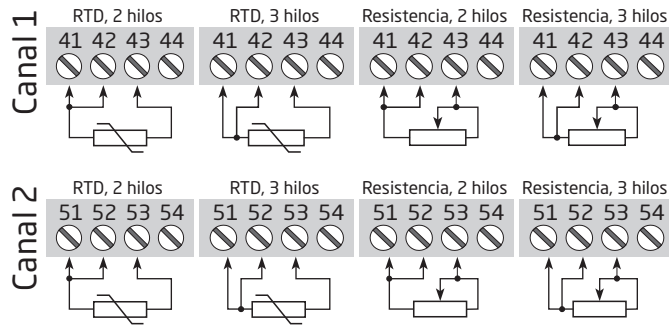 Canal 1
RTD, 2 hilos
41 42 43 44
RTD, 3 hilos
41 42 43 44
Resistencia, 2 hilos
41 42 43 44
Resistencia, 3 hilos
41 42 43 44
Canal 2
RTD, 2 hilos
51 52 53 54
RTD, 3 hilos
51 52 53 54
Resistencia, 2 hilos
51 52 53 54
Resistencia, 3 hilos
51 52 53 54